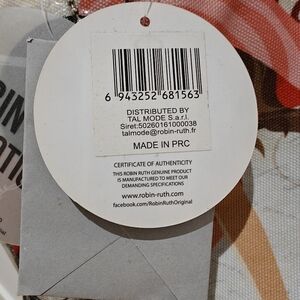 6 943252 681563
DISTRIBUTED BY
TAL MODE S.a.r.l.
Siret:50260161000038
talmode@robin-ruth.fr
MADE IN PRC
CERTIFICATE OF AUTHENTICITY
THIS ROBIN RUTH GENUINE PRODUCT
IS MANUFACTURED TO MEET OUR
DEMANDING SPECIFICATIONS
www.robin-ruth.com
facebook.com/RobinRuthOriginal